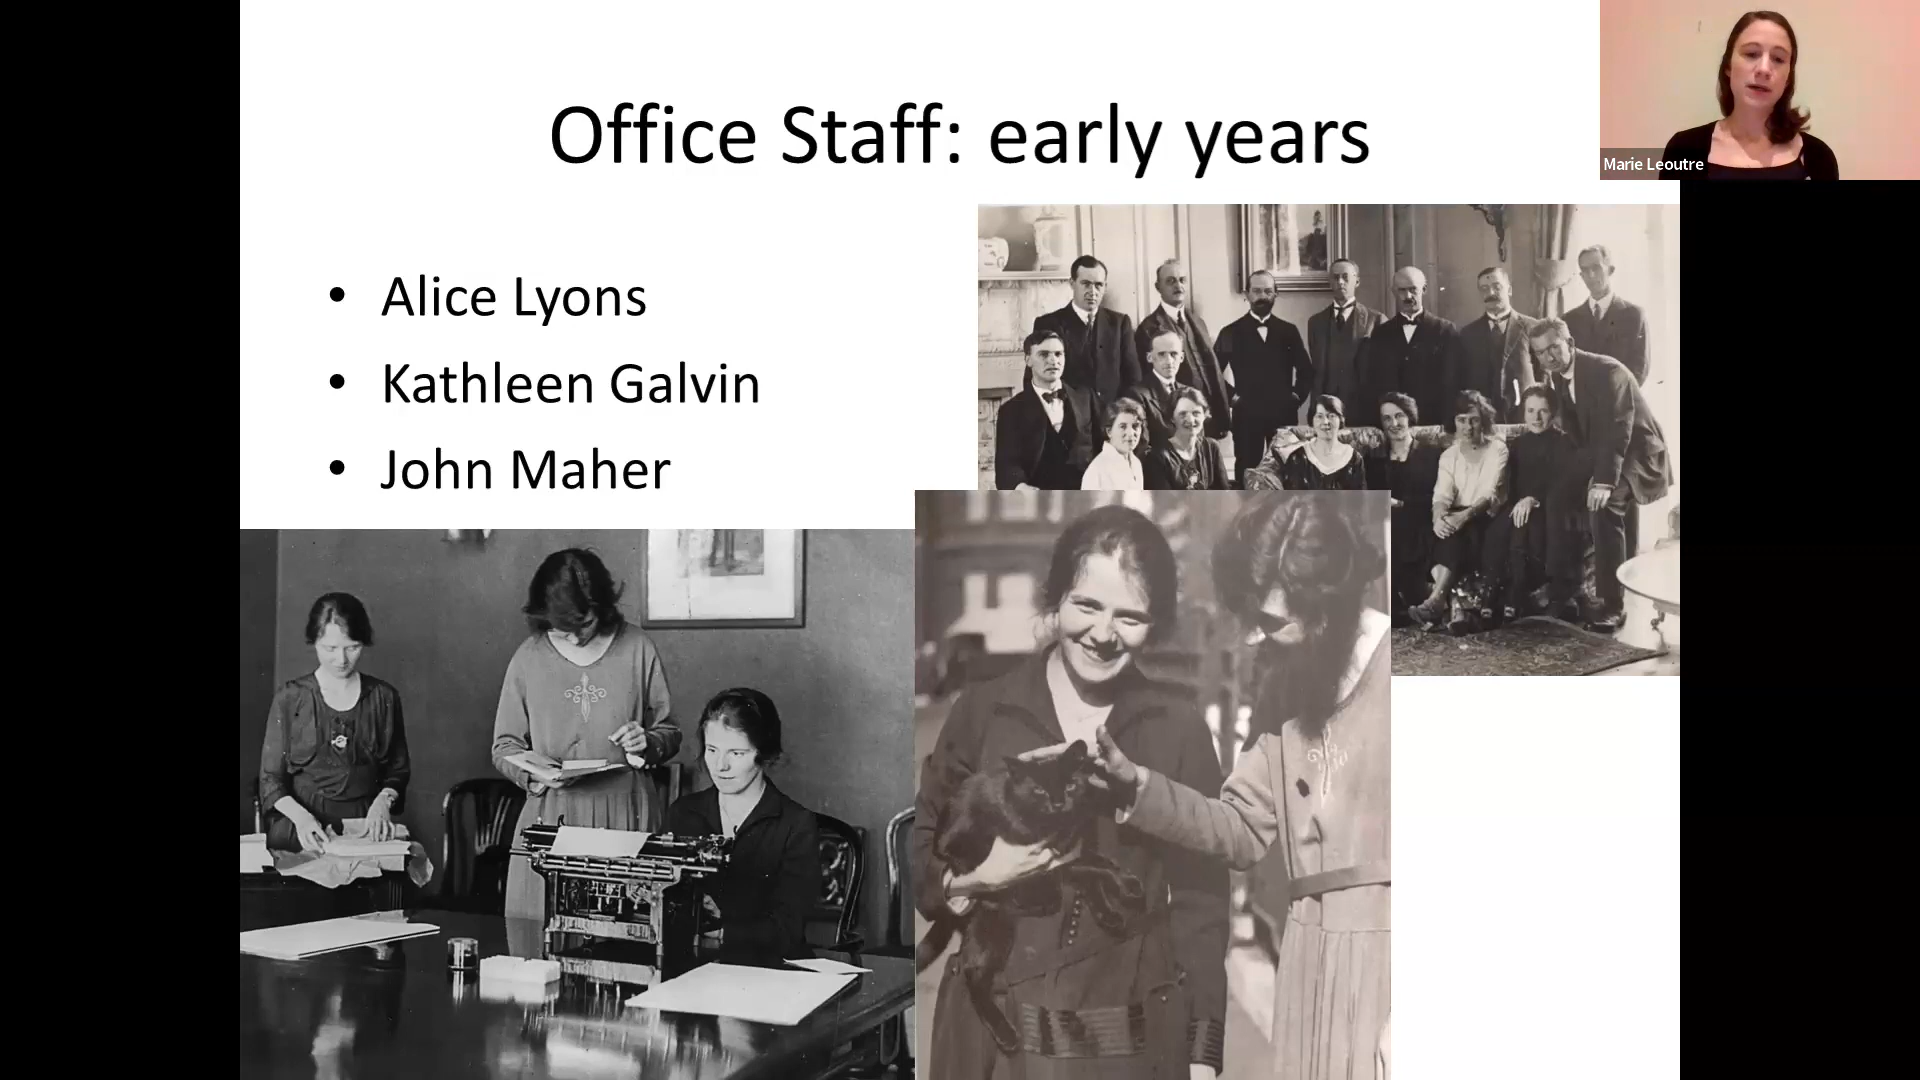 Office Staff: early years
Marie Leoutre
• Alice Lyons
• Kathleen Galvin
• John Maher